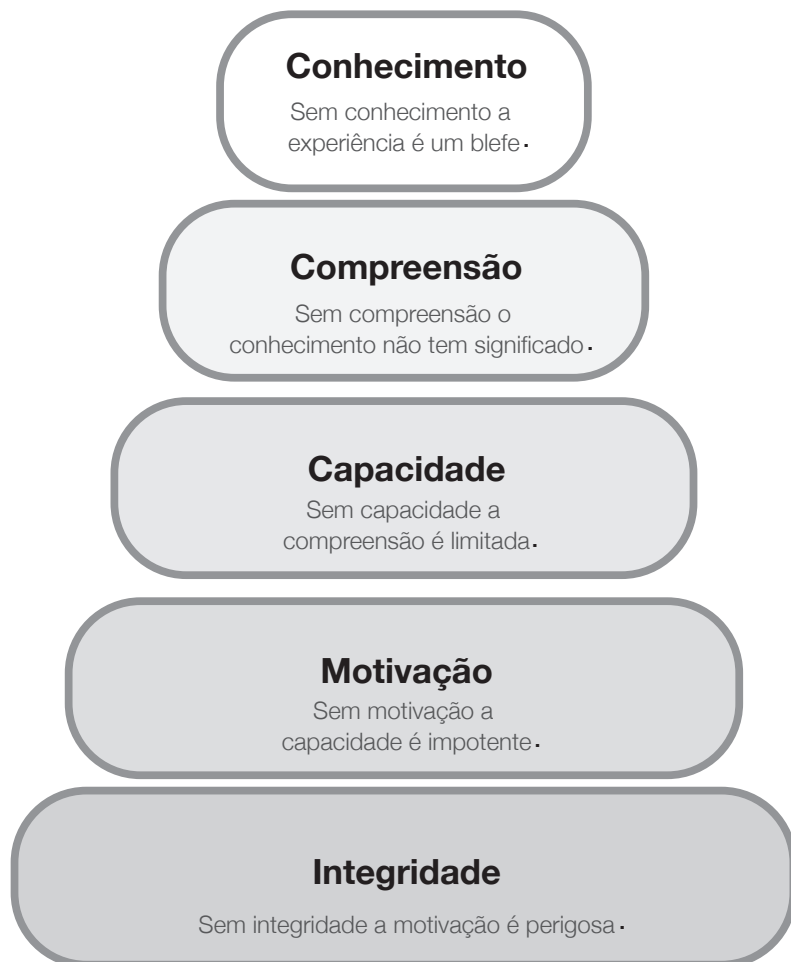 Conhecimento
Sem conhecimento a
experiência é um blefe.
Compreensão
Sem compreensão o
conhecimento não tem significado.
Capacidade
Sem capacidade a
compreensão é limitada.
Motivação
Sem motivação a
capacidade é impotente.
Integridade
Sem integridade a motivação é perigosa.